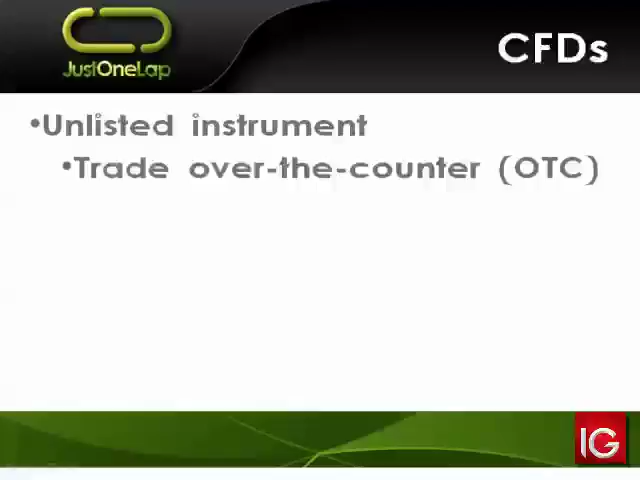 JustOneLap
CFDs
•Unlisted instrument
•Trade over-the-counter (OTC)
IG